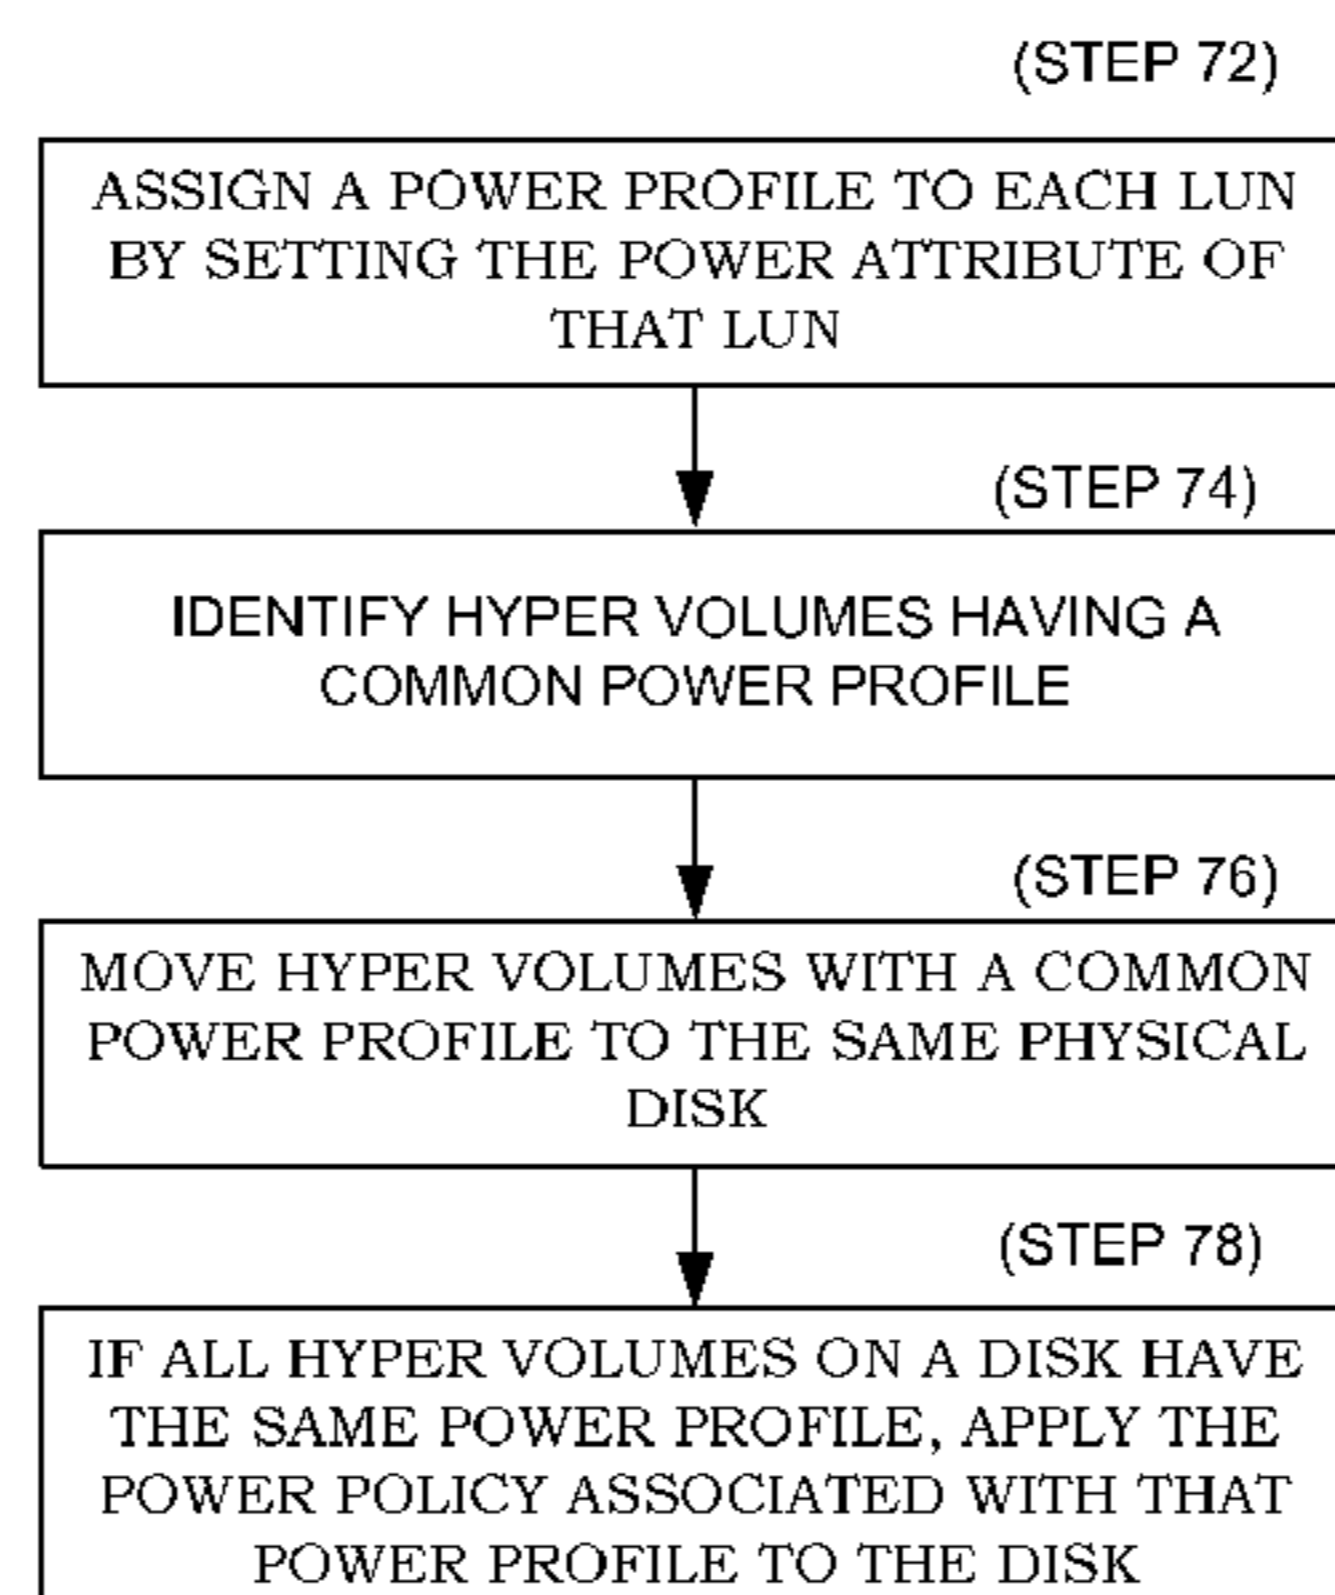 (STEP 72)
ASSIGN A POWER PROFILE TO EACH LUN
BY SETTING THE POWER ATTRIBUTE OF
THAT LUN
(STEP 74)
IDENTIFY HYPER VOLUMES HAVING A
COMMON POWER PROFILE
(STEP 76)
MOVE HYPER VOLUMES WITH A COMMON
POWER PROFILE TO THE SAME PHYSICAL
DISK
(STEP 78)
IF ALL HYPER VOLUMES ON A DISK HAVE
THE SAME POWER PROFILE, APPLY THE
POWER POLICY ASSOCIATED WITH THAT
POWER PROFILE TO THE DISK